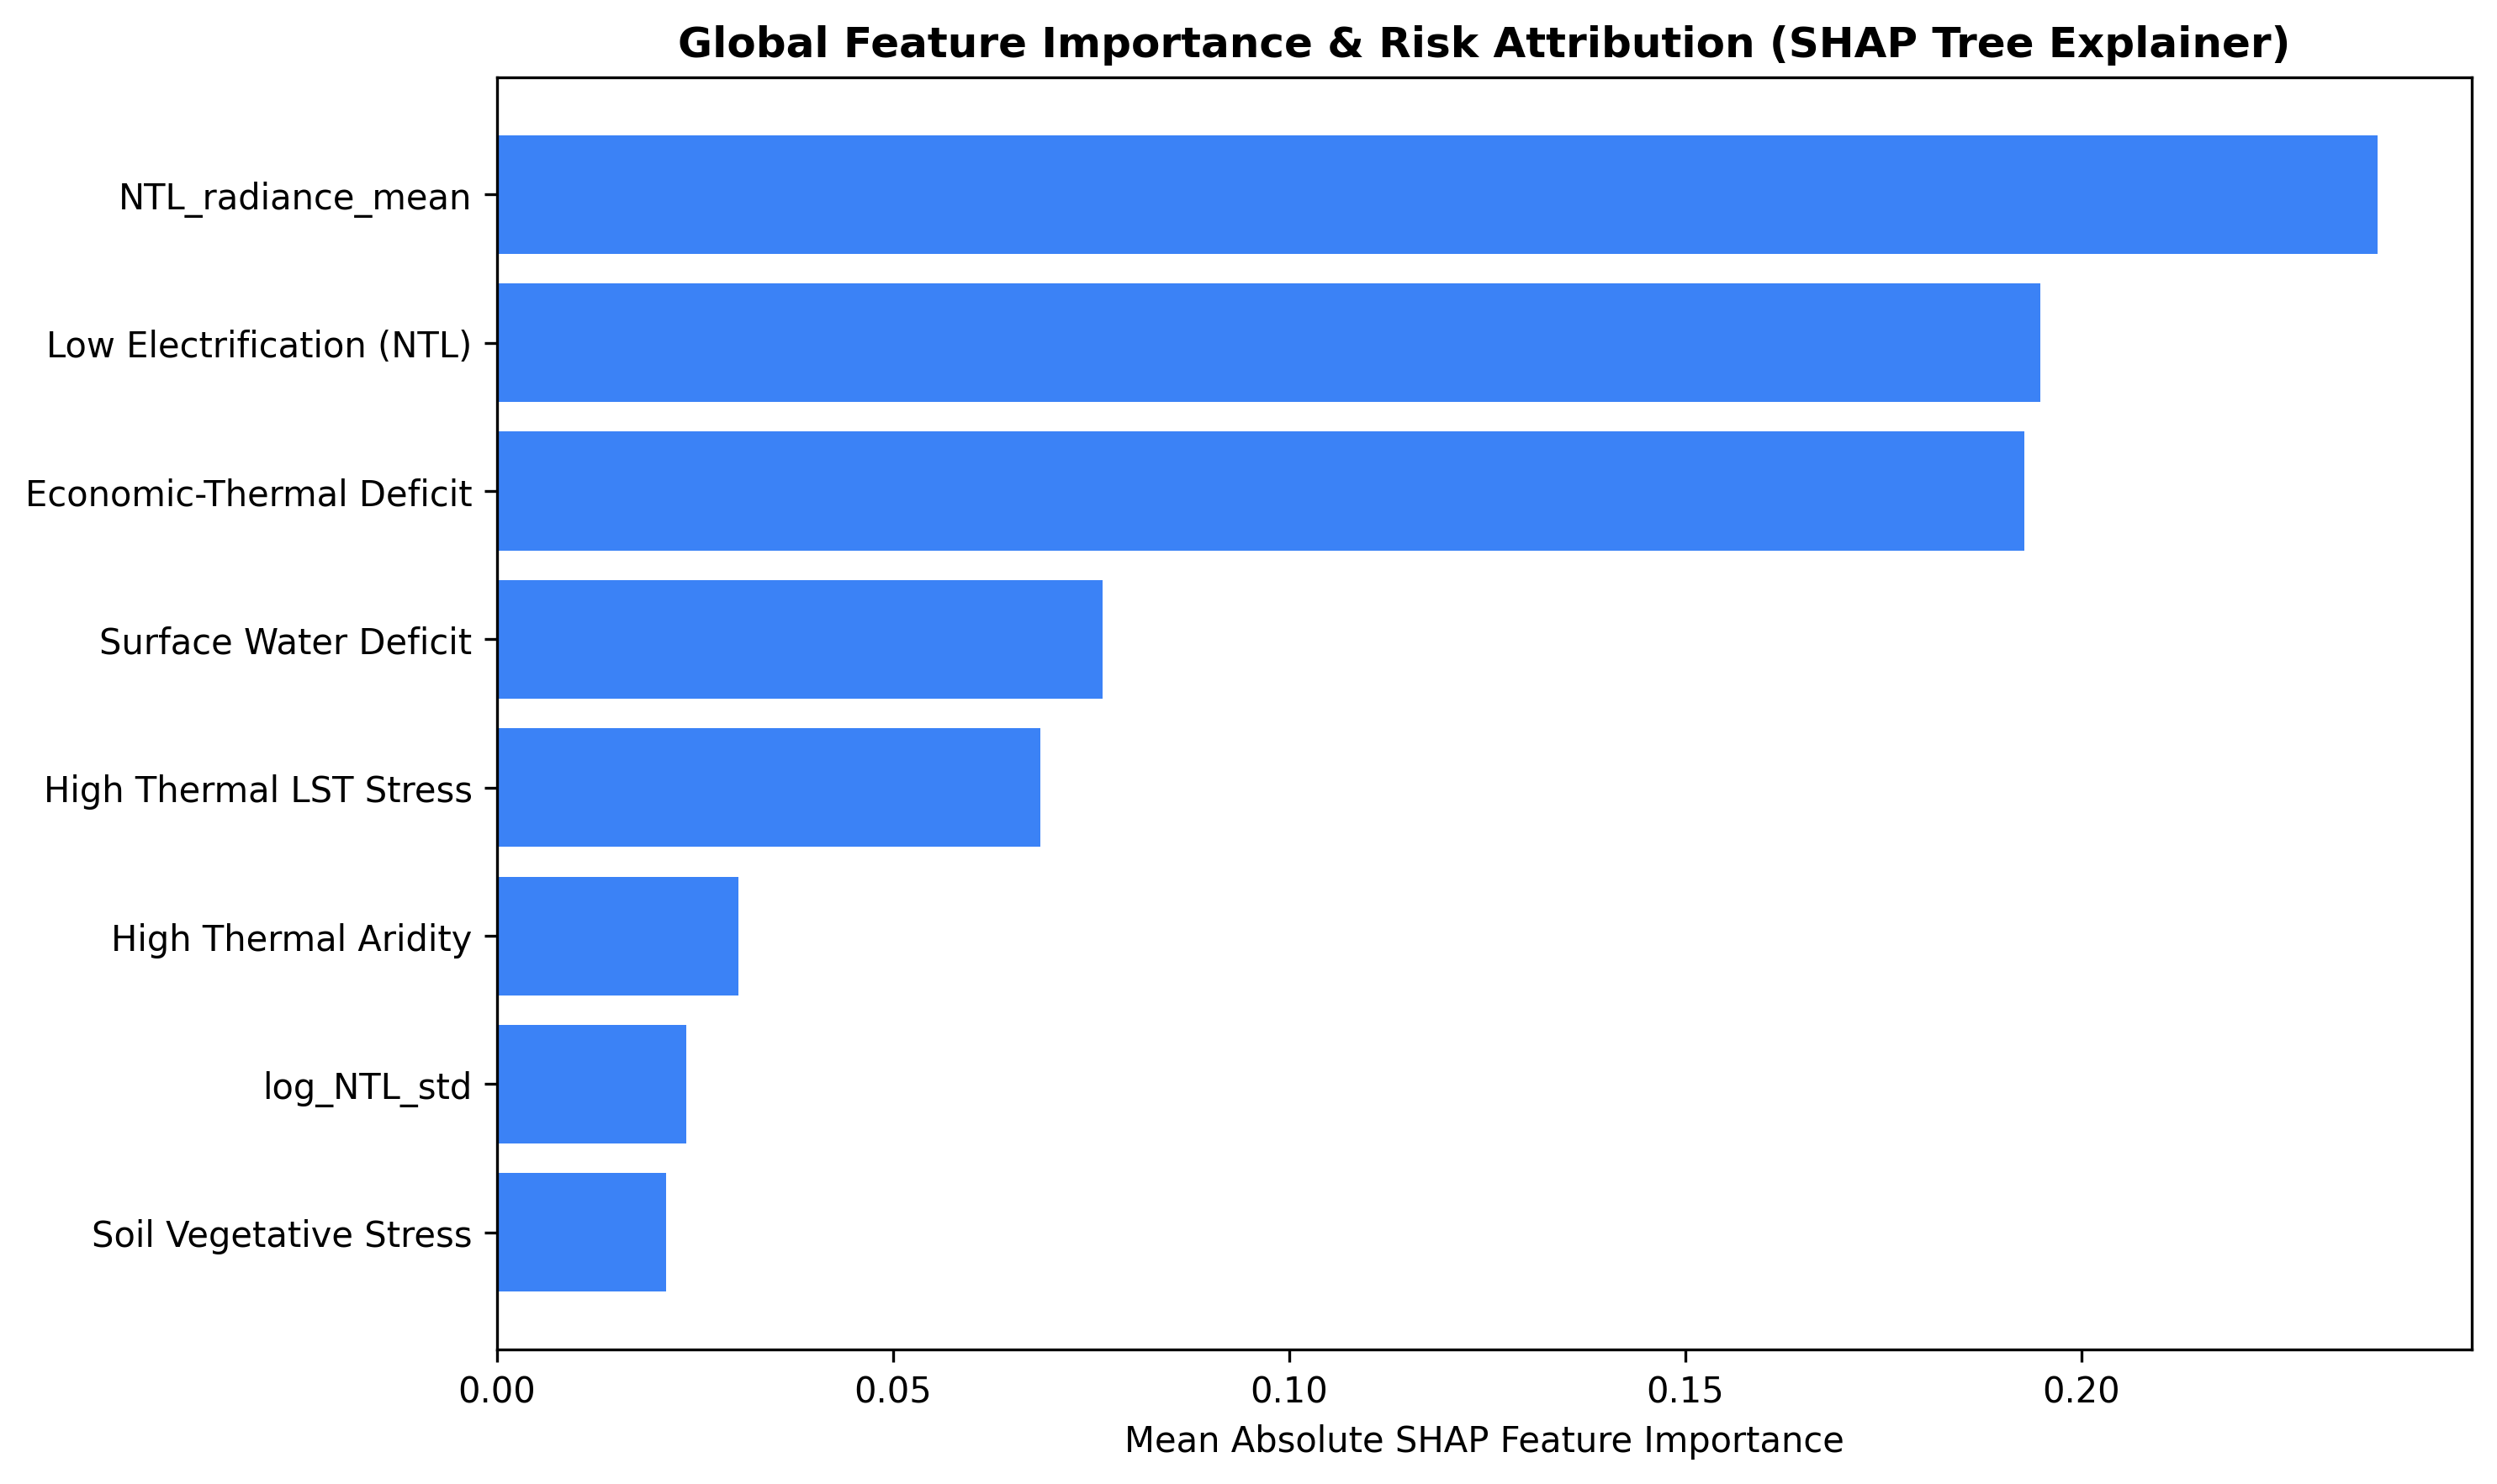 Global Feature Importance & Risk Attribution (SHAP Tree Explainer)
NTL_radiance_mean
Low Electrification (NTL)
Economic-Thermal Deficit
Surface Water Deficit
High Thermal LST Stress
High Thermal Aridity
log_NTL_std
Soil Vegetative Stress
0.00 0.05 0.10 0.15 0.20
Mean Absolute SHAP Feature Importance